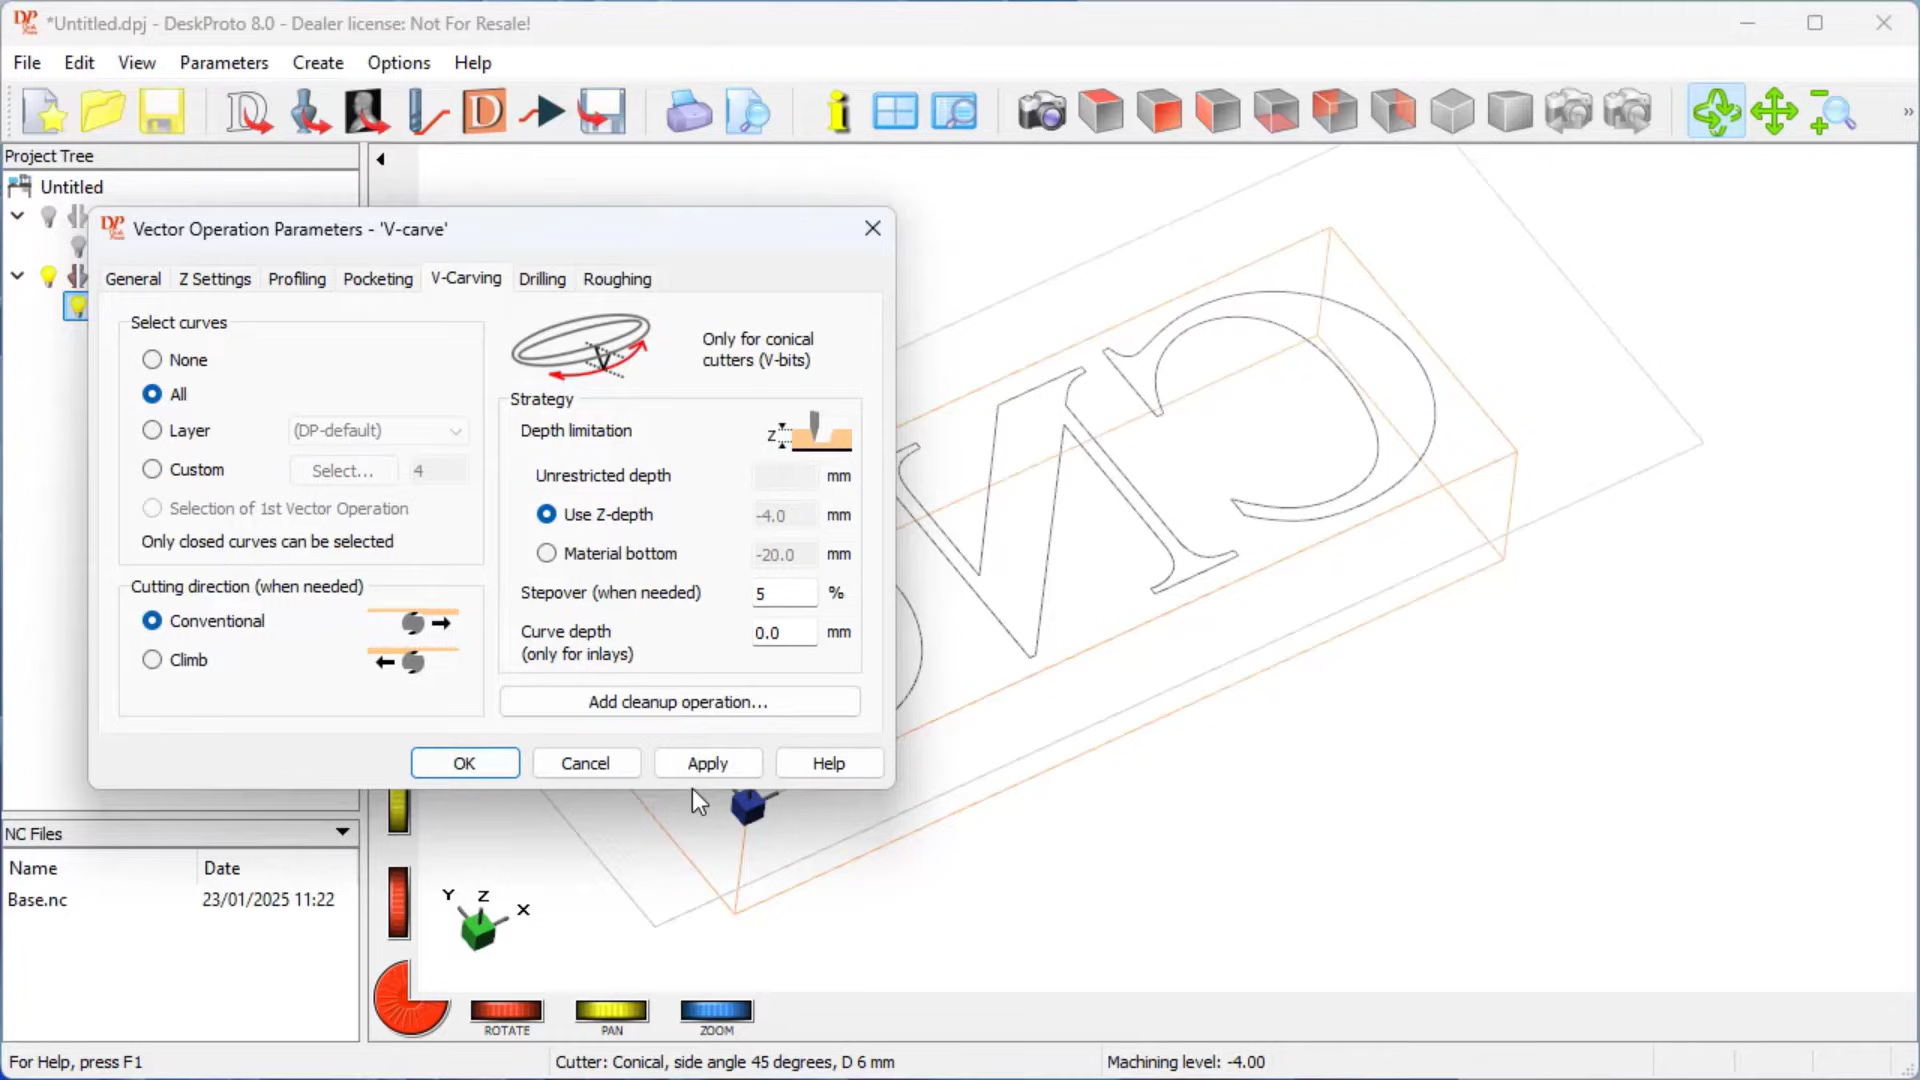 *Untitled.dpj - DeskProto 8.0 - Dealer license: Not For Resale!
File Edit View Parameters Create Options Help
Project Tree
Untitled
Vector Operation Parameters - 'V-carve'
General Z Settings Profiling Pocketing V-Carving Drilling Roughing
Select curves
None
All
Layer (DP-default)
Custom Select... 4
Selection of 1st Vector Operation
Only closed curves can be selected
Cutting direction (when needed)
Conventional
Climb
Only for conical
cutters (V-bits)
Strategy
Depth limitation
Unrestricted depth mm
Use Z-depth -4.0 mm
Material bottom -20.0 mm
Stepover (when needed) 5 %
Curve depth 0.0 mm
(only for inlays)
Add cleanup operation...
OK Cancel Apply Help
NC Files
Name Date
Base.nc 23/01/2025 11:22
Y Z X
ROTATE PAN ZOOM
For Help, press F1 Cutter: Conical, side angle 45 degrees, D 6 mm Machining level: -4.00